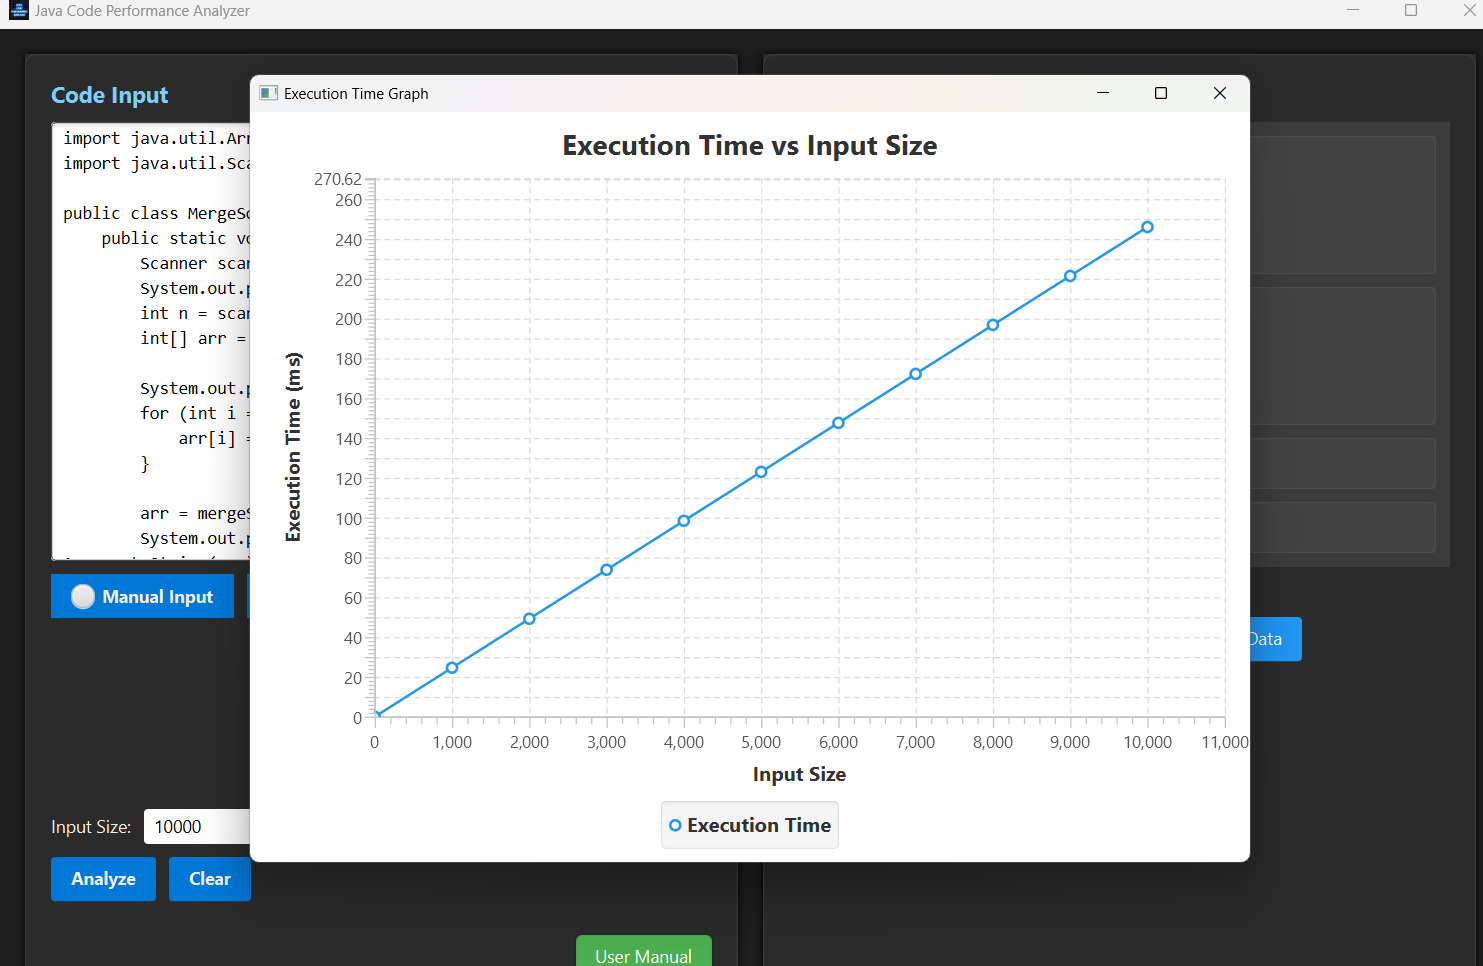 Java Code Performance Analyzer
Code Input
import java.util.Arr
import java.util.Sca
public class MergeSo
public static vo
Scanner scan
System.out.p
int n = scan
int[] arr =
System.out.p
for (int i =
arr[i] =
}
arr = mergeS
System.out.p
Manual Input
Input Size:
10000
Analyze
Clear
User Manual
Data
Execution Time Graph
Execution Time vs Input Size
270.62
260
240
220
200
180
160
140
120
100
80
60
40
20
0
Execution Time (ms)
0 1,000 2,000 3,000 4,000 5,000 6,000 7,000 8,000 9,000 10,000 11,000
Input Size
Execution Time